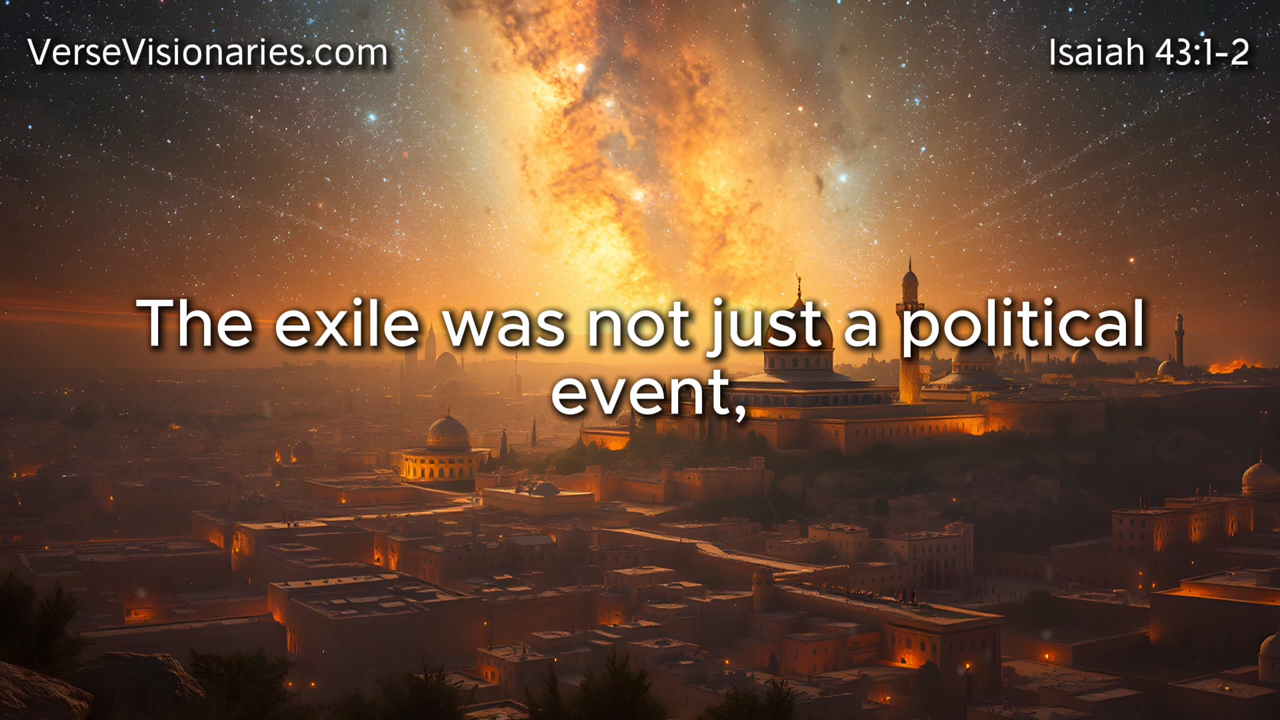 VerseVisionaries.com
Isaiah 43:1-2
The exile was not just a political
event,